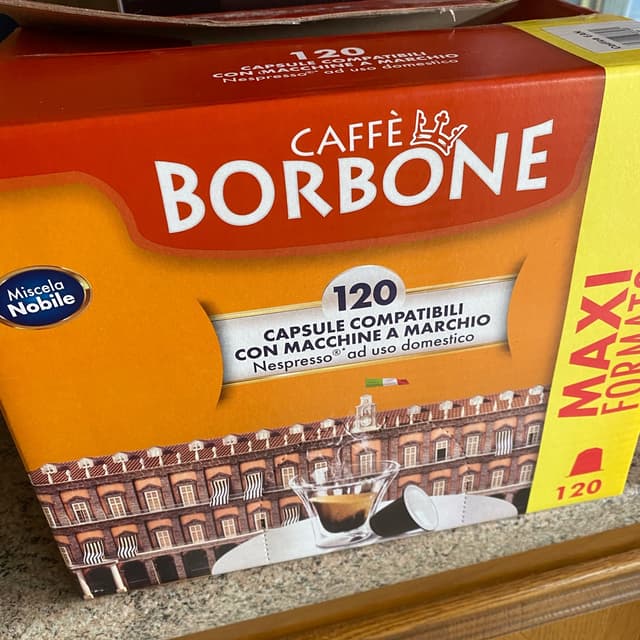 120
CAPSULE COMPATIBILI
CON MACCHINE A MARCHIO
Nespresso®* ad uso domestico
CAFFÈ
BORBONE
Miscela
Nobile
120
CAPSULE COMPATIBILI
CON MACCHINE A MARCHIO
Nespresso®* ad uso domestico
MAXI
FORMATO
120